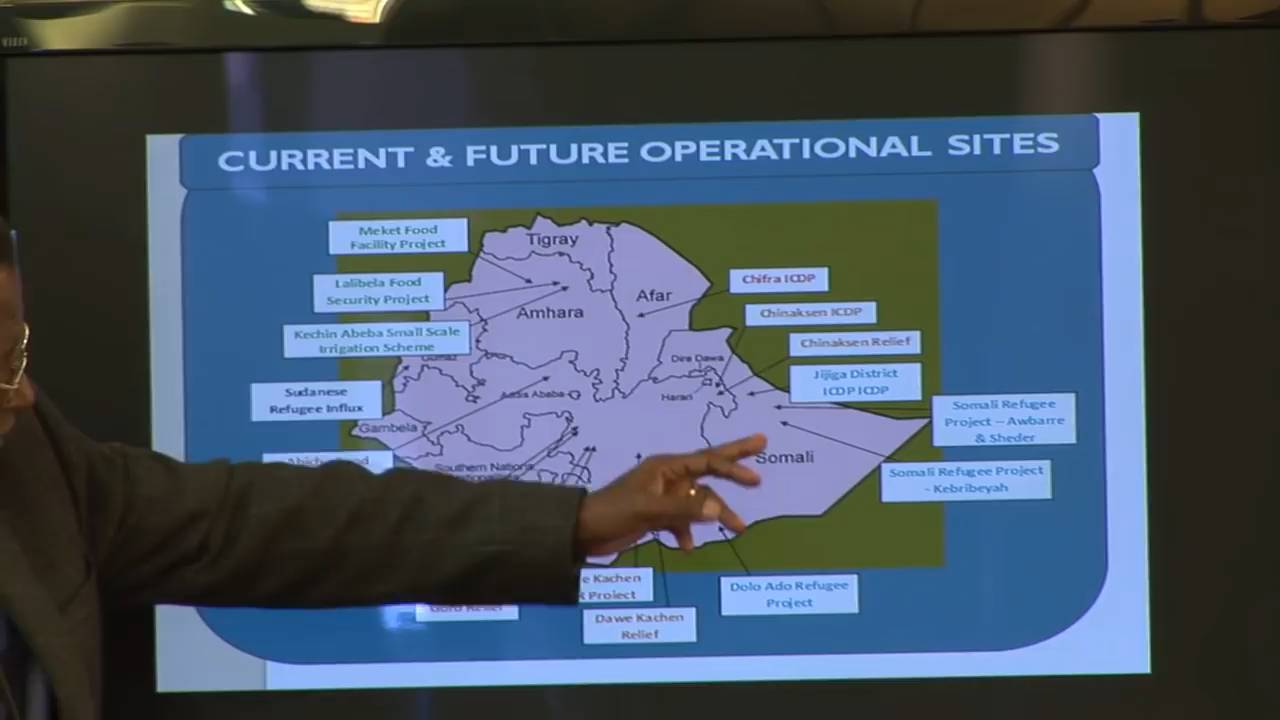 CURRENT & FUTURE OPERATIONAL SITES
Meket Food
Facility Project
Tigray
Lalibela Food
Security Project
Afar
Chifra ICDP
Amhara
Chinaksen ICDP
Kechin Abeba Small Scale
Irrigation Scheme
Chinaksen Relief
Dire Dawa
Jijiga District
ICDP ICDP
Sudanese
Refugee Influx
Addis Ababa
Harari
Somali Refugee
Project – Awbarre
& Sheder
Gambela
Somali
Southern Nations
Somali Refugee Project
- Kebribeyah
e Kachen
Project
Dolo Ado Refugee
Project
Relief
Dawe Kachen
Relief